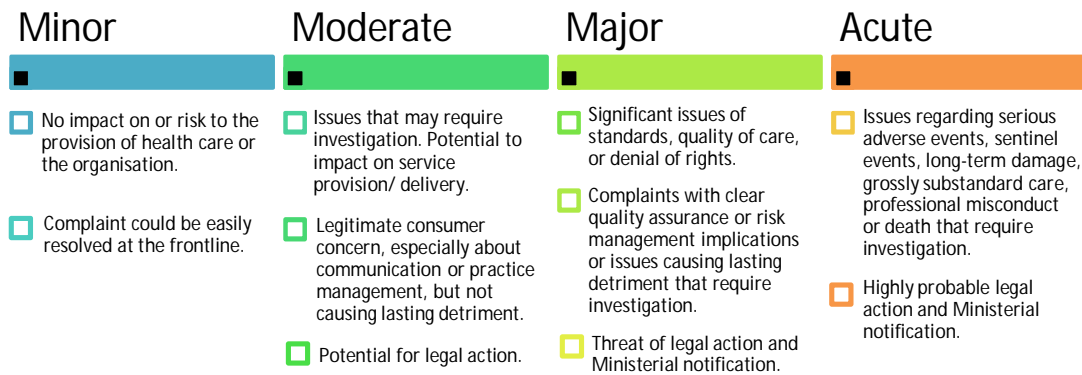 Minor
No impact on or risk to the
provision of health care or
the organisation.
Complaint could be easily
resolved at the frontline.
Moderate
Issues that may require
investigation. Potential to
impact on service
provision/ delivery.
Legitimate consumer
concern, especially about
communication or practice
management, but not
causing lasting detriment.
Potential for legal action.
Major
Significant issues of
standards, quality of care,
or denial of rights.
Complaints with clear
quality assurance or risk
management implications
or issues causing lasting
detriment that require
investigation.
Threat of legal action and
Ministerial notification.
Acute
Issues regarding serious
adverse events, sentinel
events, long-term damage,
grossly substandard care,
professional misconduct
or death that require
investigation.
Highly probable legal
action and Ministerial
notification.